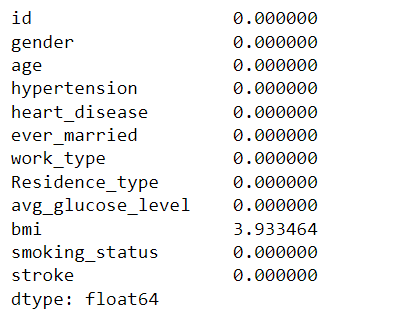 id 0.000000
gender 0.000000
age 0.000000
hypertension 0.000000
heart_disease 0.000000
ever_married 0.000000
work_type 0.000000
Residence_type 0.000000
avg_glucose_level 0.000000
bmi 3.933464
smoking_status 0.000000
stroke 0.000000
dtype: float64